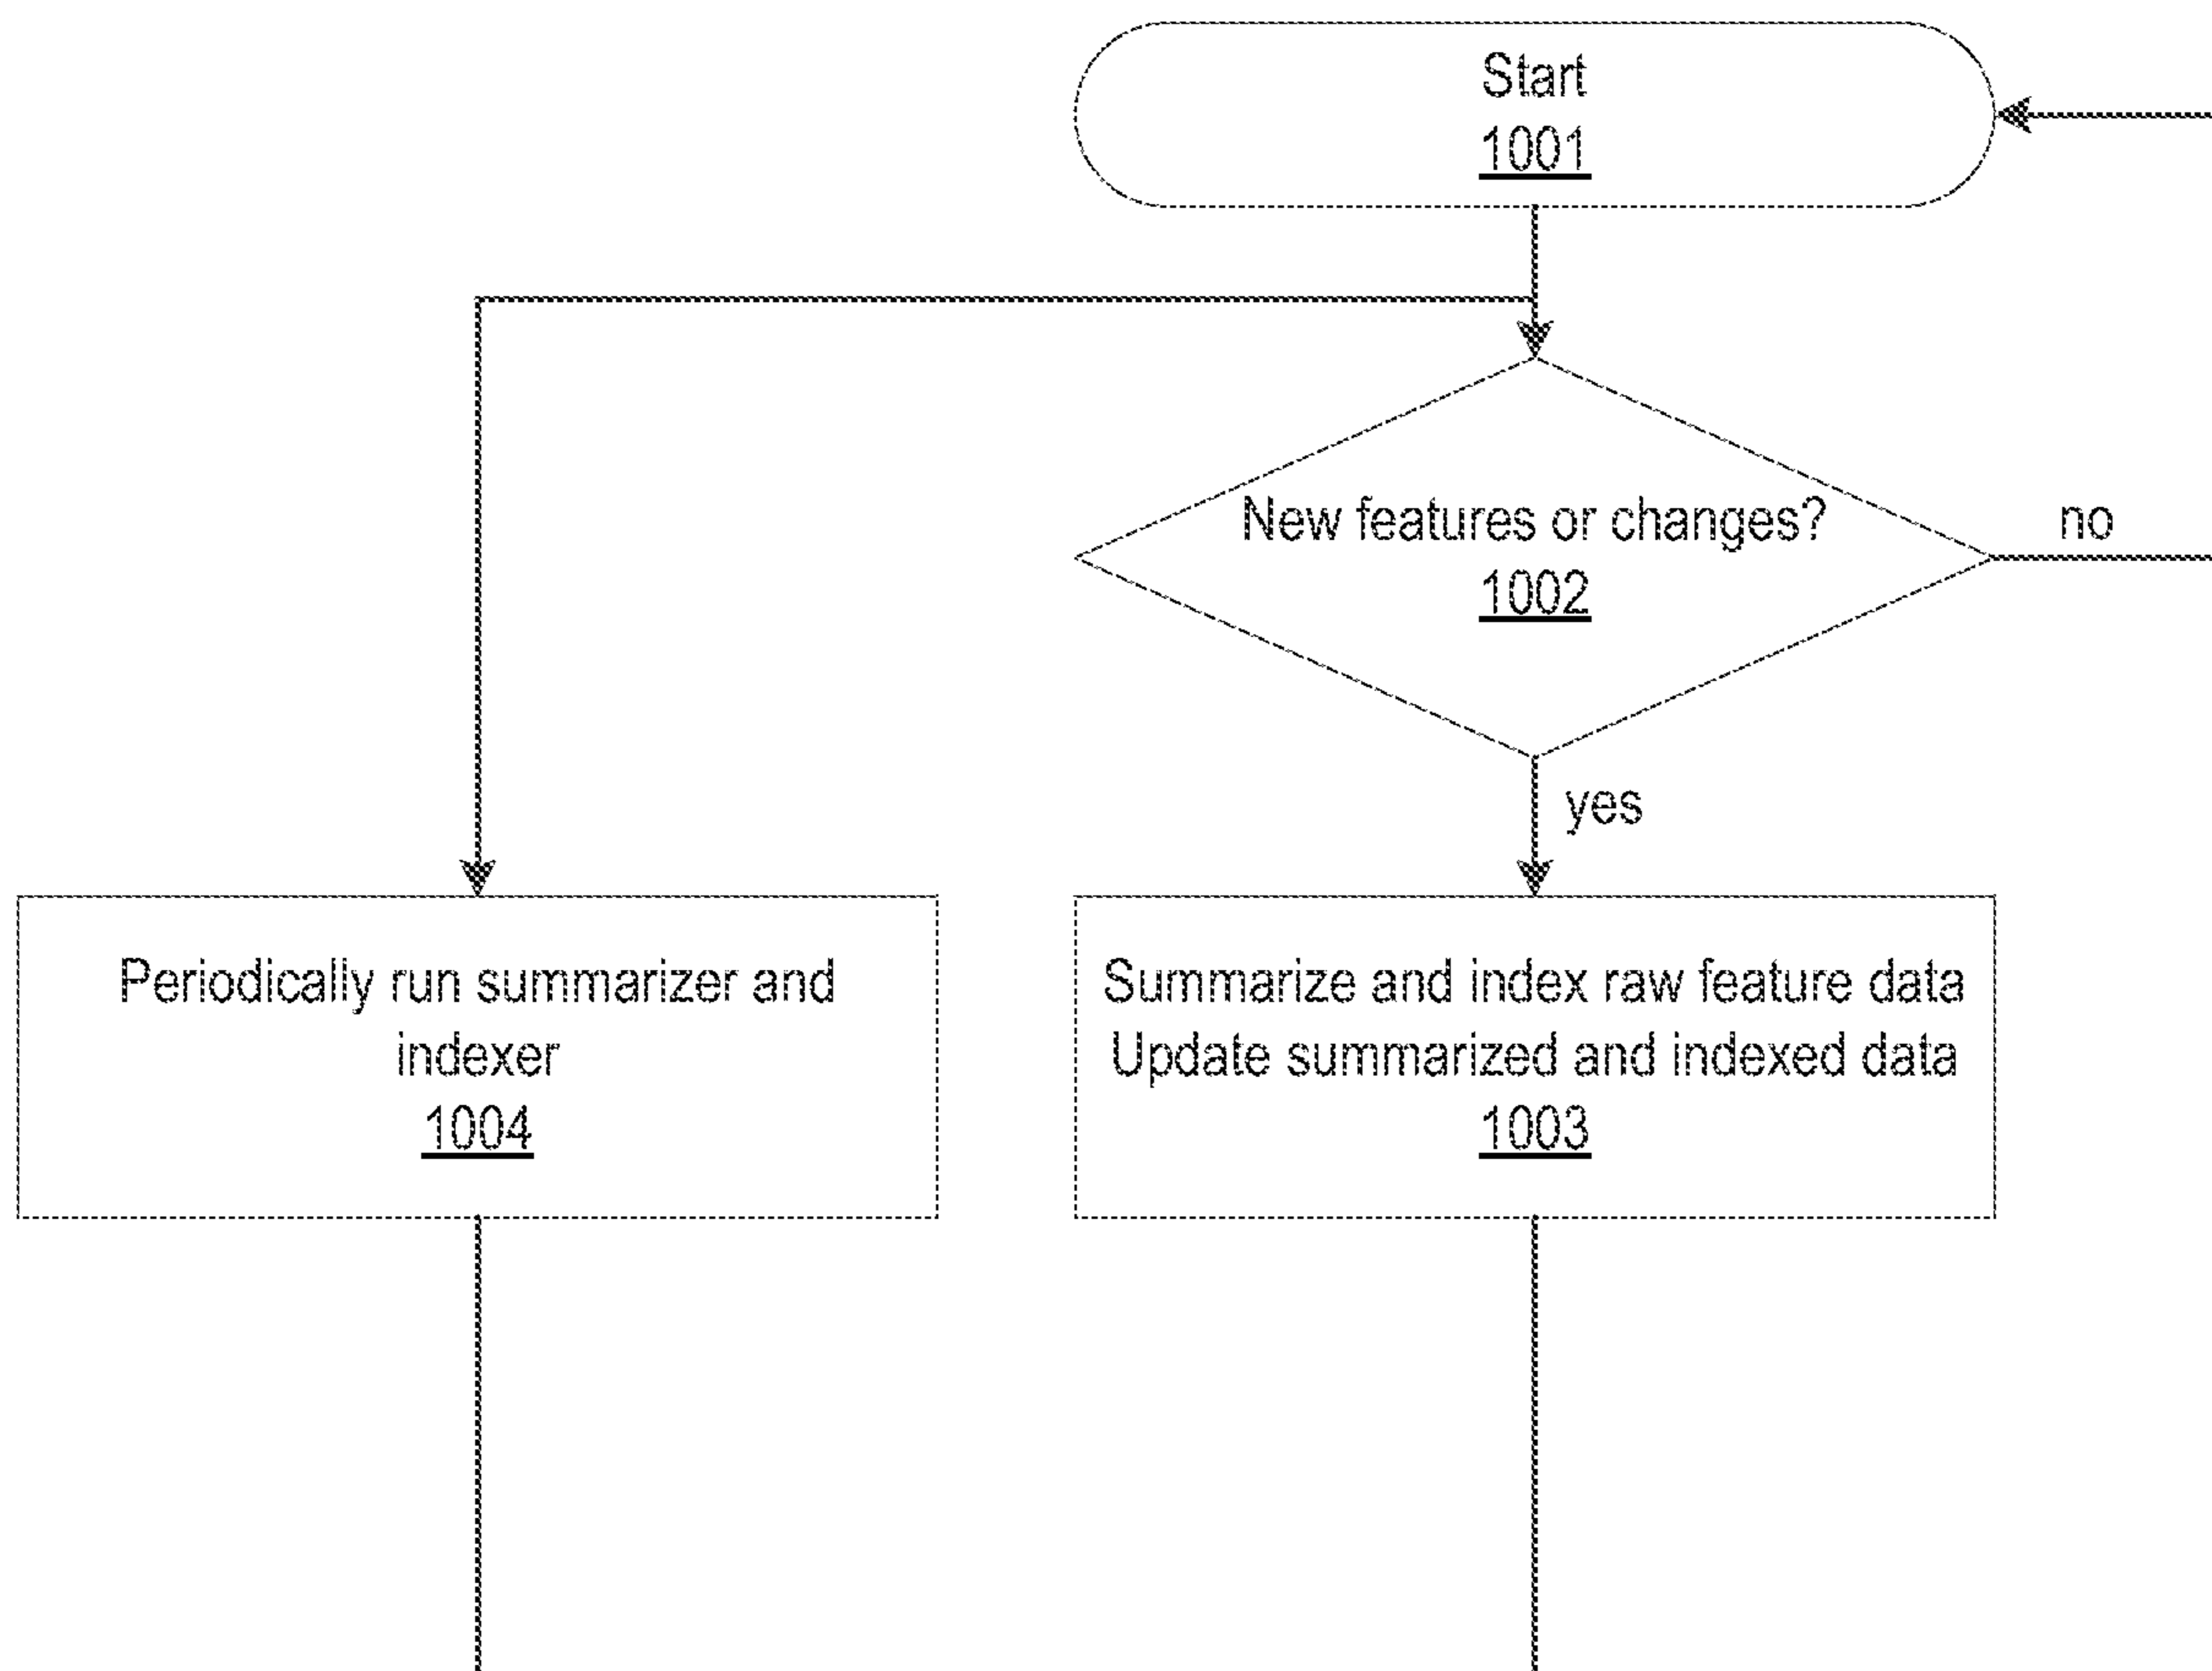 Start
1001
New features or changes?
1002
no
yes
Periodically run summarizer and
indexer
1004
Summarize and index raw feature data
Update summarized and indexed data
1003